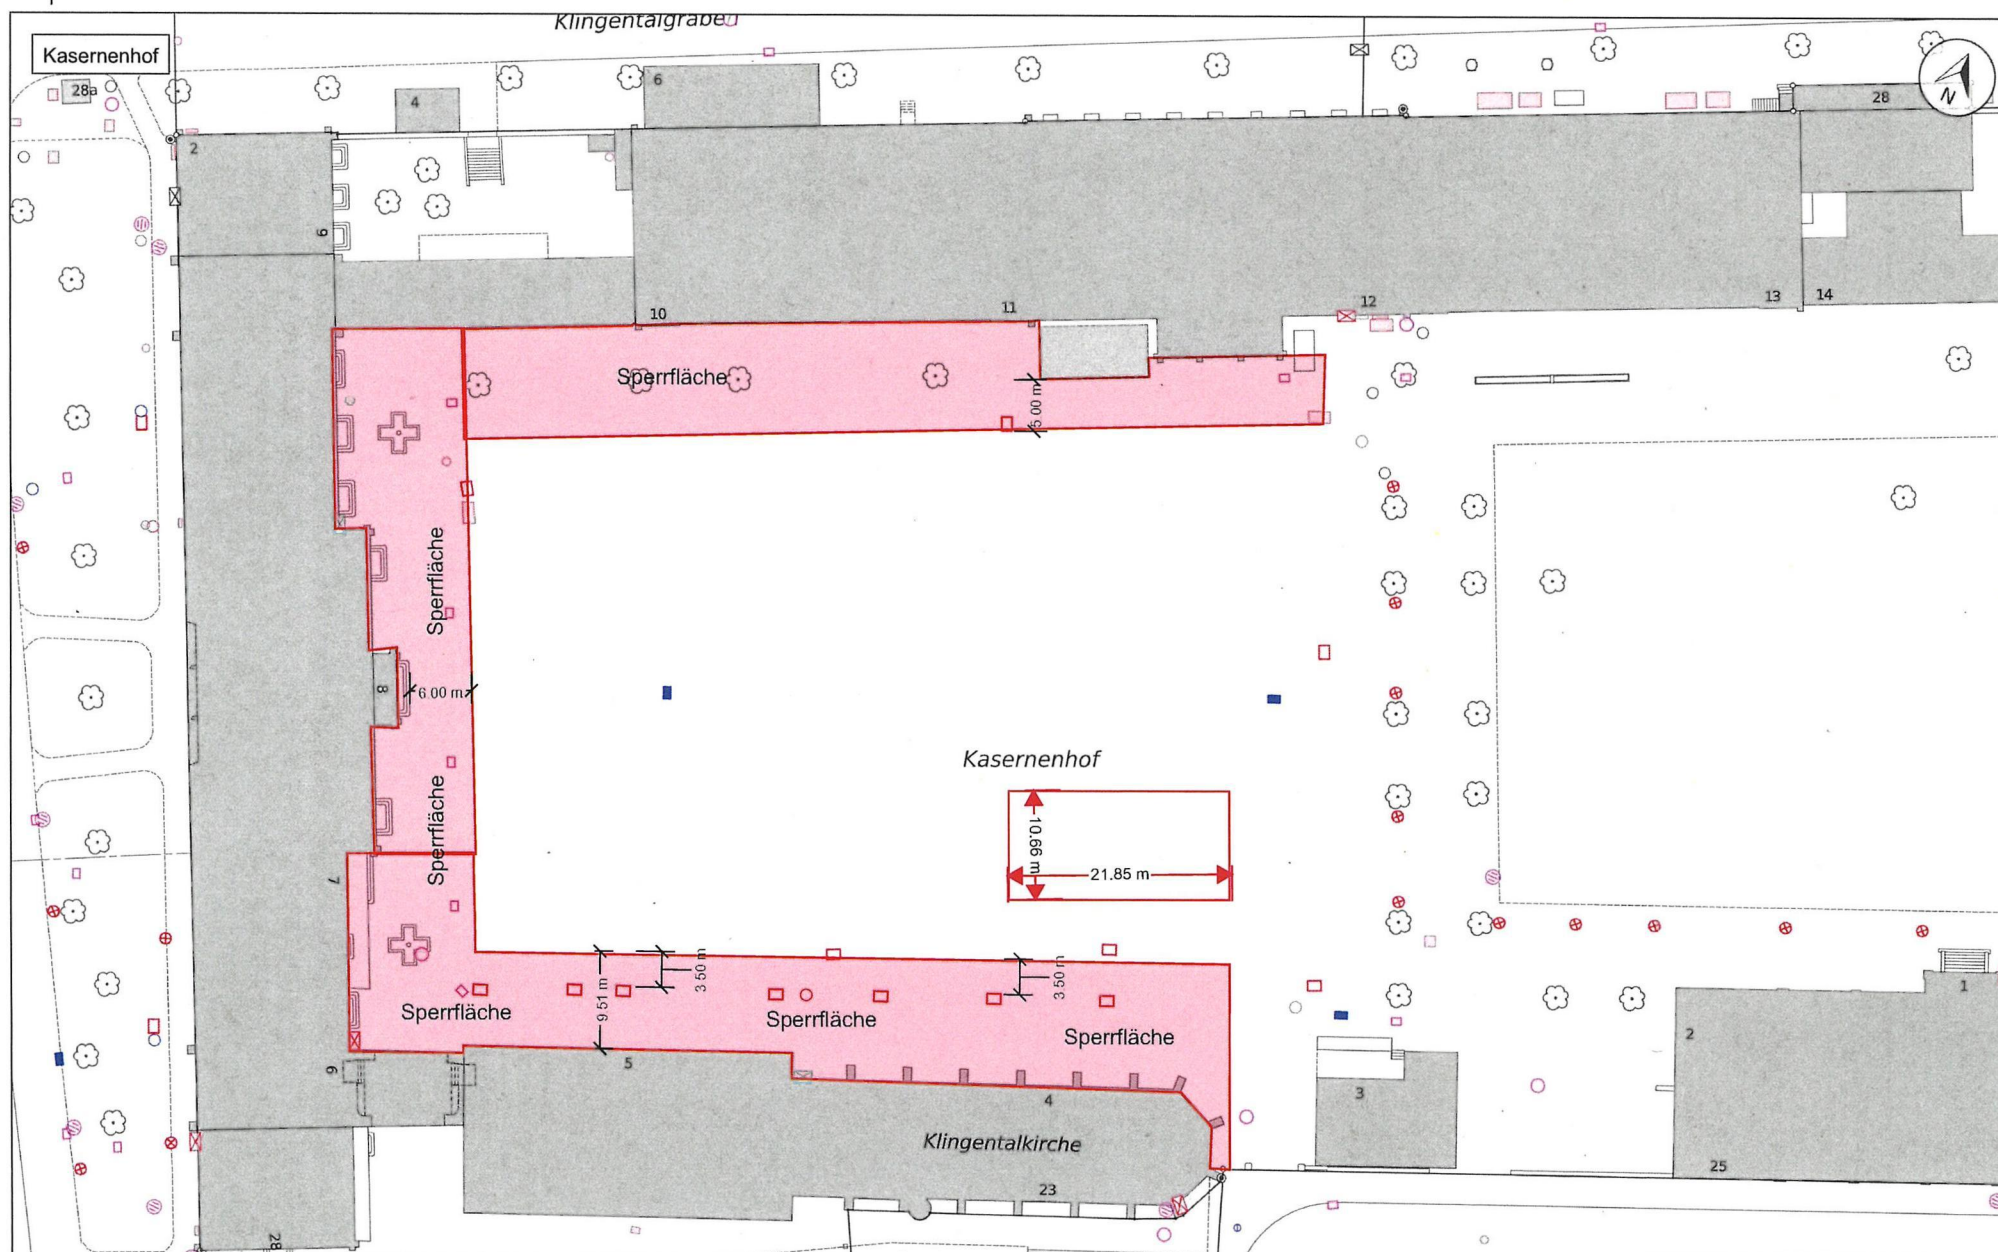 Klingentalgraben
Kasernenhof
28a
4
6
28
N
2
9
10
11
12
13
14
Sperrfläche
5.00 m
Sperrfläche
8
6.00 m
Kasernenhof
Sperrfläche
10.66 m
21.85 m
7
3.50 m
3.50 m
9.51 m
Sperrfläche
Sperrfläche
Sperrfläche
1
2
6
5
4
3
Klingentalkirche
23
25
28